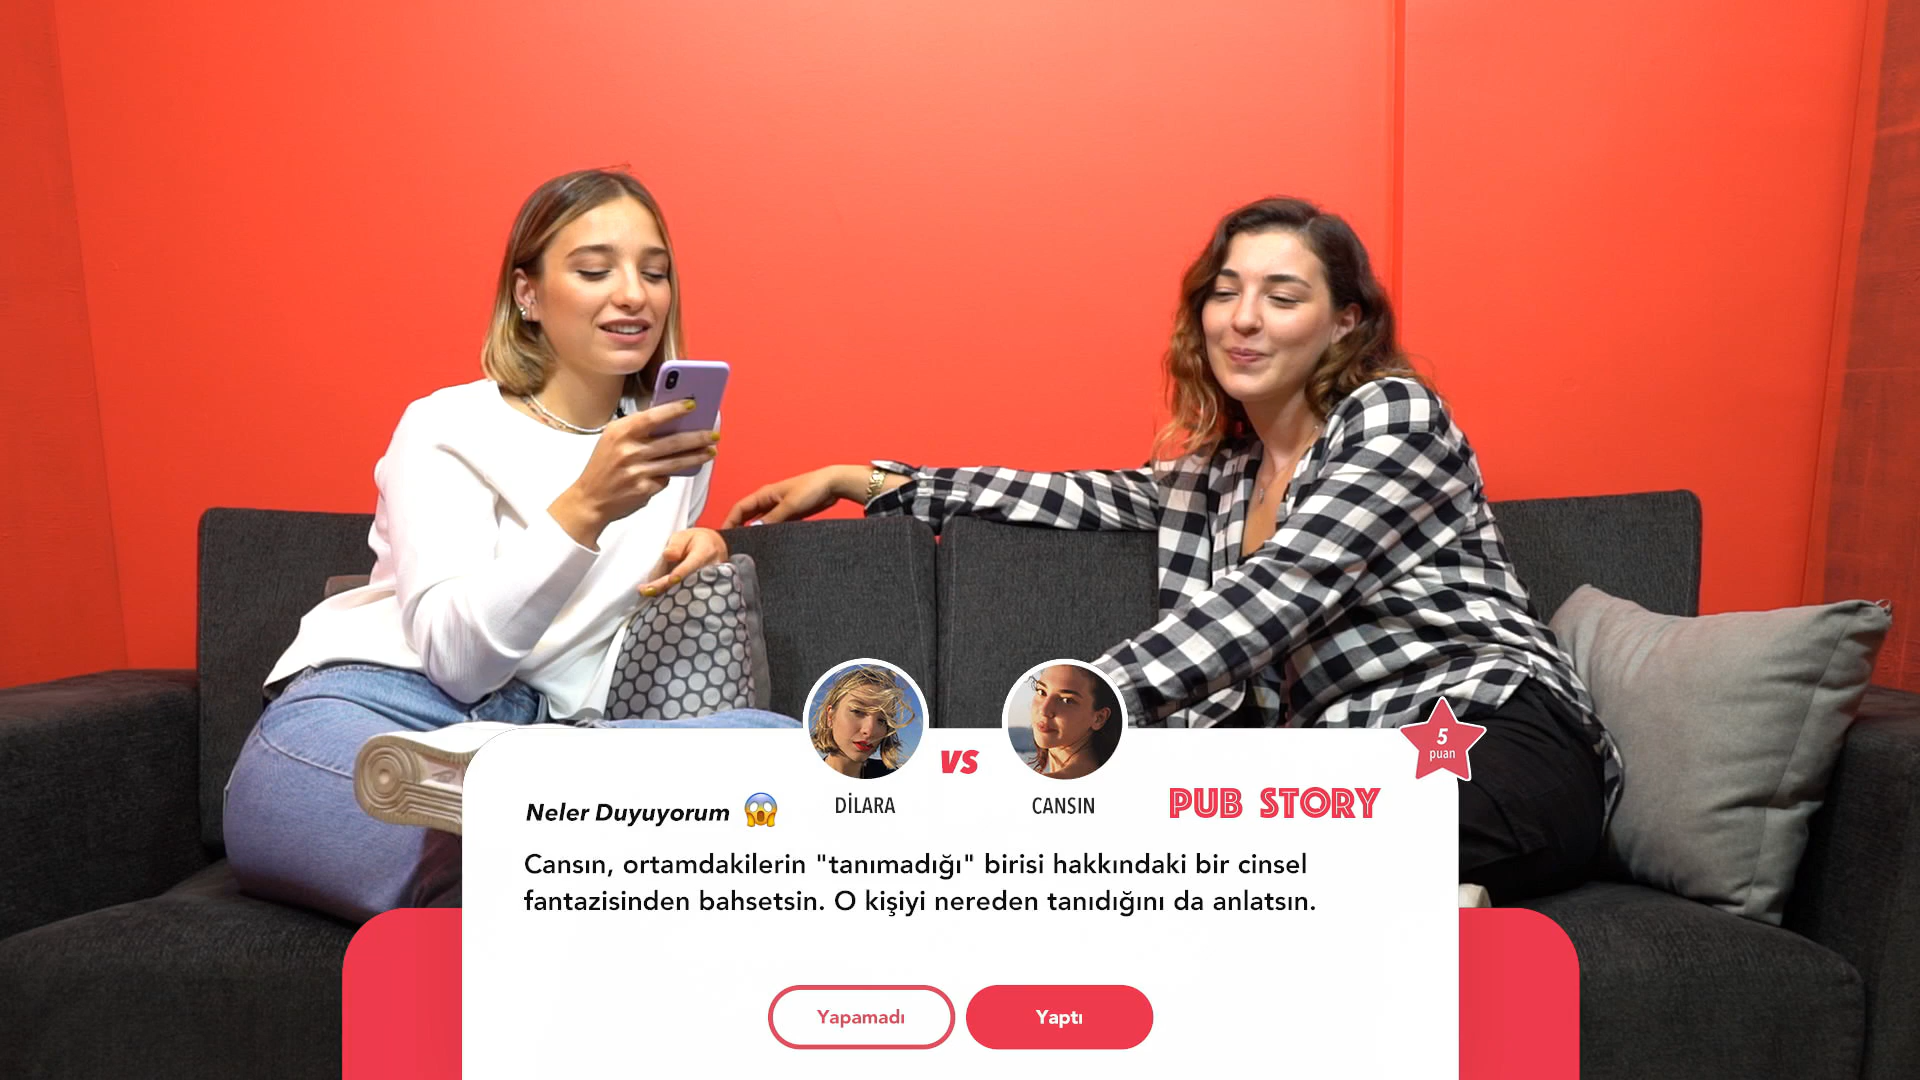 5
puan
VS
Neler Duyuyorum
DİLARA
CANSIN
PUB STORY
Cansın, ortamdakilerin "tanımadığı" birisi hakkındaki bir cinsel
fantazisinden bahsetsin. O kişiyi nereden tanıdığını da anlatsın.
Yapamadı
Yaptı